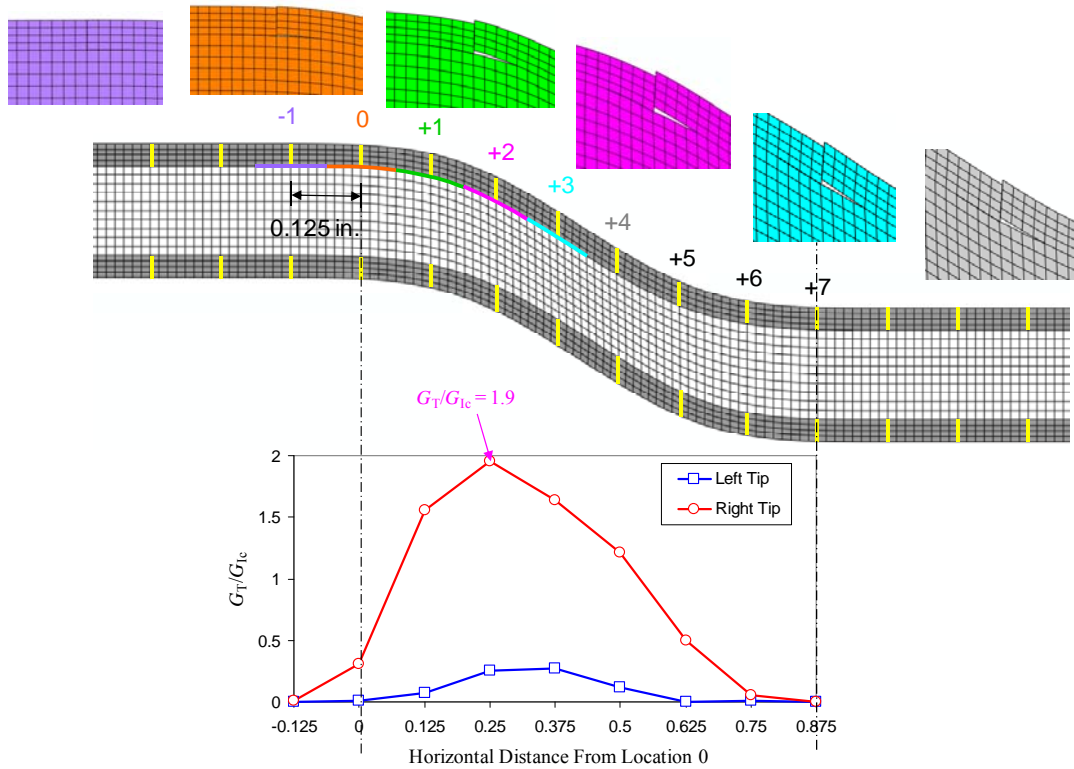 -1
0
+1
+2
+3
+4
+5
+6
+7
0.125 in.
G_T/G_Ic = 1.9
2
1.5
1
0.5
0
G_T/G_Ic
Left Tip
Right Tip
-0.125 0 0.125 0.25 0.375 0.5 0.625 0.75 0.875
Horizontal Distance From Location 0